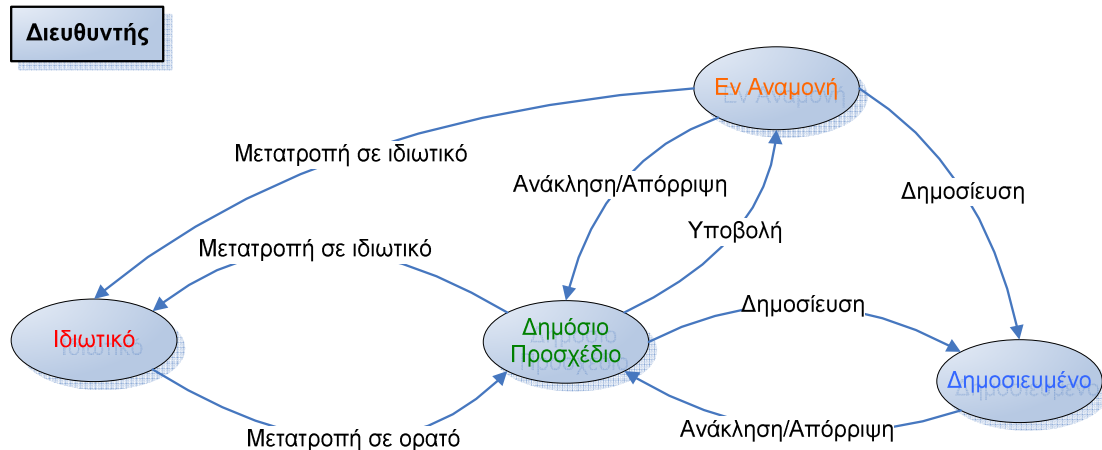 Διευθυντής
Εν Αναμονή
Μετατροπή σε ιδιωτικό
Ανάκληση/Απόρριψη
Δημοσίευση
Υποβολή
Μετατροπή σε ιδιωτικό
Δημοσίευση
Ιδιωτικό
Δημόσιο
Προσχέδιο
Δημοσιευμένο
Μετατροπή σε ορατό
Ανάκληση/Απόρριψη